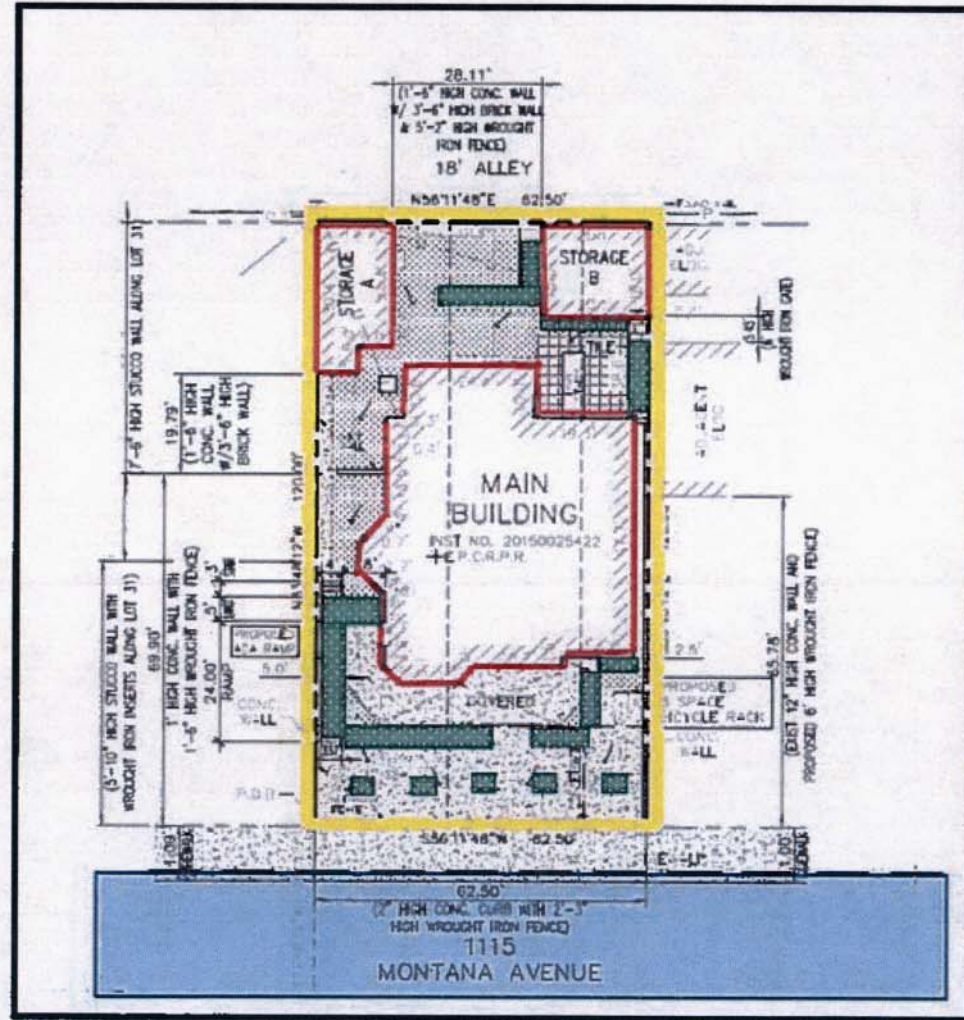 28.11'
(1'-6" HIGH CONC. WALL
W/ 3'-6" HIGH BRICK WALL
& 5'-2" HIGH WROUGHT
IRON FENCE)
18' ALLEY
N56°11'48"E 62.50'
P
STORAGE
A
STORAGE
B
TILE
7'-6" HIGH STUCCO WALL ALONG LOT 31)
19.79'
(1'-6" HIGH
CONC. WALL
W/3'-6" HIGH
BRICK WALL)
HIGH
WROUGHT IRON GATE)
MAIN
BUILDING
INST NO. 20150025422
E.P.C.R.P.R.
120.00'
(5'-10" HIGH STUCCO WALL WITH
WROUGHT IRON INSERTS ALONG LOT 31)
69.90'
1" HIGH CONC. WALL WITH
1'-6" HIGH WROUGHT IRON FENCE)
5'
24.00'
RAMP
PROPOSED
ADA RAMP
5.0'
CONC.
WALL
COVERED
2.5'
PROPOSED
5 SPACE
BICYCLE RACK
CONC.
WALL
65.78'
(EXIST 12" HIGH CONC. WALL AND
PROPOSED 6' HIGH WROUGHT IRON FENCE)
S56°11'48"W 62.50'
62.50'
(2" HIGH CONC. CURB WITH 2'-3"
HIGH WROUGHT IRON FENCE)
1115
MONTANA AVENUE